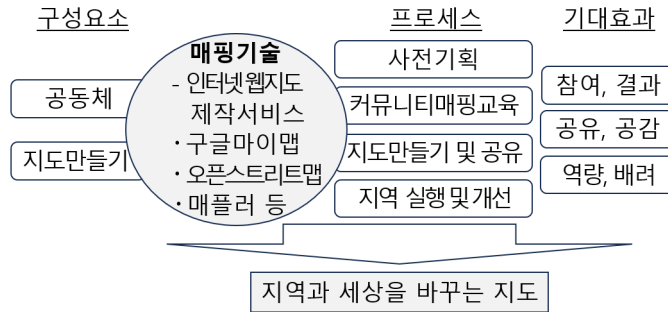 구성요소
공동체
지도만들기
매핑기술
- 인터넷웹지도
제작서비스
· 구글마이맵
· 오픈스트리트맵
· 매플러 등
프로세스
사전기획
커뮤니티매핑교육
지도만들기 및 공유
지역 실행 및 개선
기대효과
참여, 결과
공유, 공감
역량, 배려
지역과 세상을 바꾸는 지도